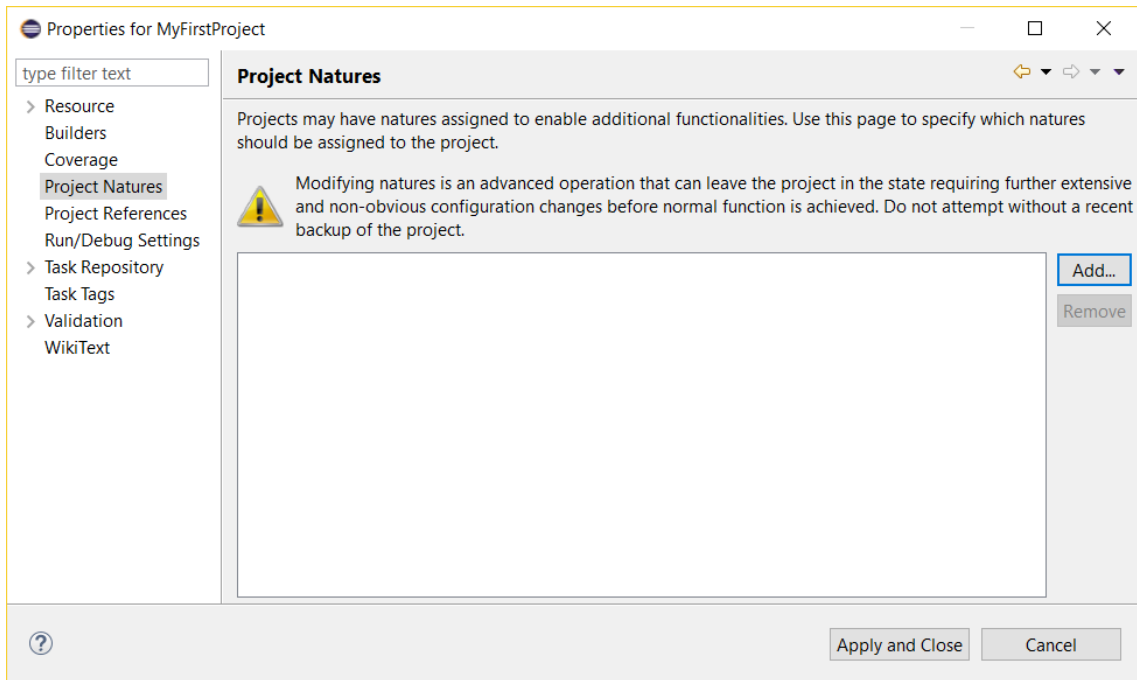 Properties for MyFirstProject
type filter text
Resource
Builders
Coverage
Project Natures
Project References
Run/Debug Settings
Task Repository
Task Tags
Validation
WikiText
Project Natures
Projects may have natures assigned to enable additional functionalities. Use this page to specify which natures
should be assigned to the project.
Modifying natures is an advanced operation that can leave the project in the state requiring further extensive
and non-obvious configuration changes before normal function is achieved. Do not attempt without a recent
backup of the project.
Add...
Remove
?
Apply and Close
Cancel